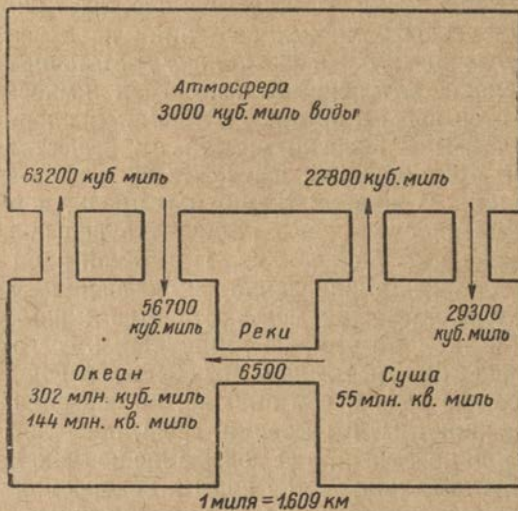 Атмосфера
3000 куб. миль воды
63200 куб. миль
22800 куб. миль
56700
куб. миль
29300
куб. миль
Реки
6500
Океан
302 млн. куб. миль
144 млн. кв. миль
Суша
55 млн. кв. миль
1 миля = 1,609 км